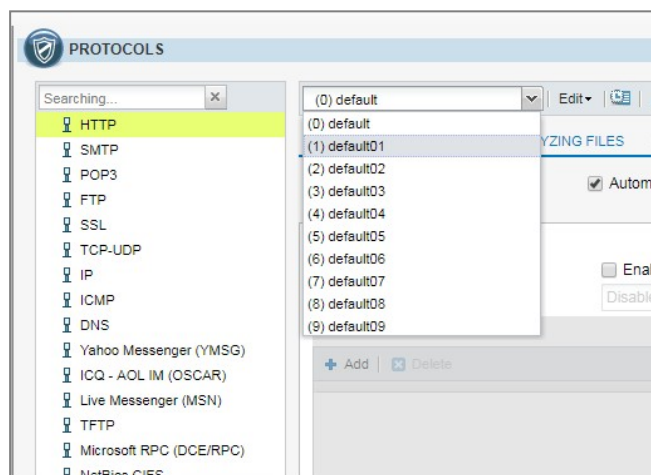 PROTOCOLS
Searching...
HTTP
SMTP
POP3
FTP
SSL
TCP-UDP
IP
ICMP
DNS
Yahoo Messenger (YMSG)
ICQ - AOL IM (OSCAR)
Live Messenger (MSN)
TFTP
Microsoft RPC (DCE/RPC)
(0) default
Edit
(0) default
(1) default01
(2) default02
(3) default03
(4) default04
(5) default05
(6) default06
(7) default07
(8) default08
(9) default09
YZING FILES
Autom
Enal
Disable
Add
Delete